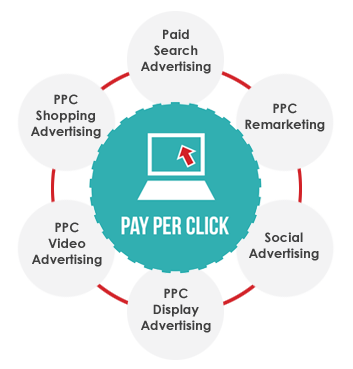 Paid
Search
Advertising
PPC
Remarketing
Social
Advertising
PPC
Display
Advertising
PPC
Video
Advertising
PPC
Shopping
Advertising
PAY PER CLICK